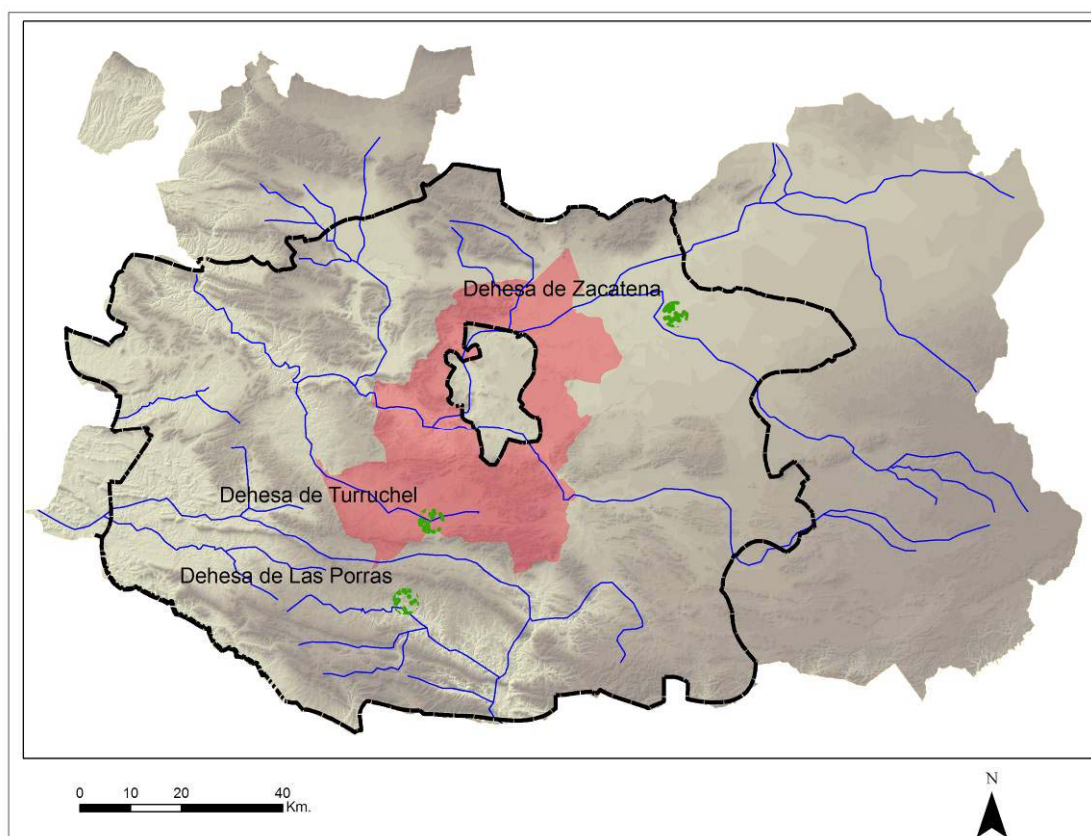 Dehesa de Zacatena
Dehesa de Turruchel
Dehesa de Las Porras
0 10 20 40
Km.
N